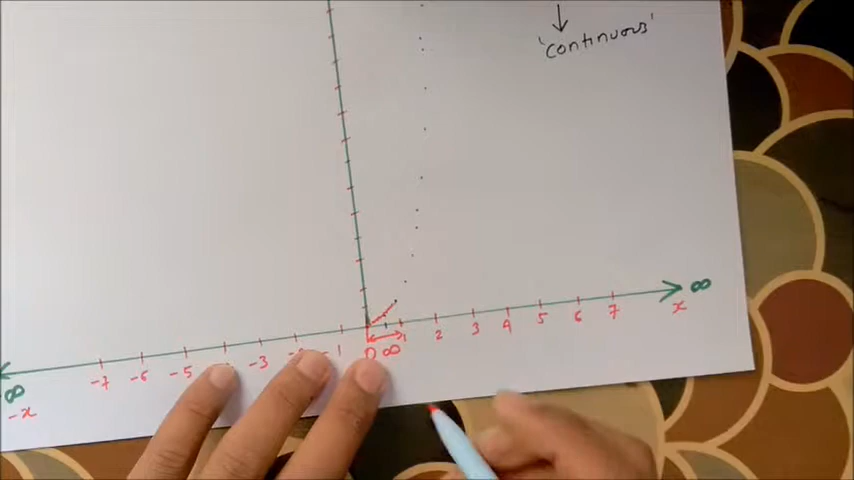 'continuous'
∞
-7 -6 -5 -3 -1 0 1 2 3 4 5 6 7 x
∞
∞
-x